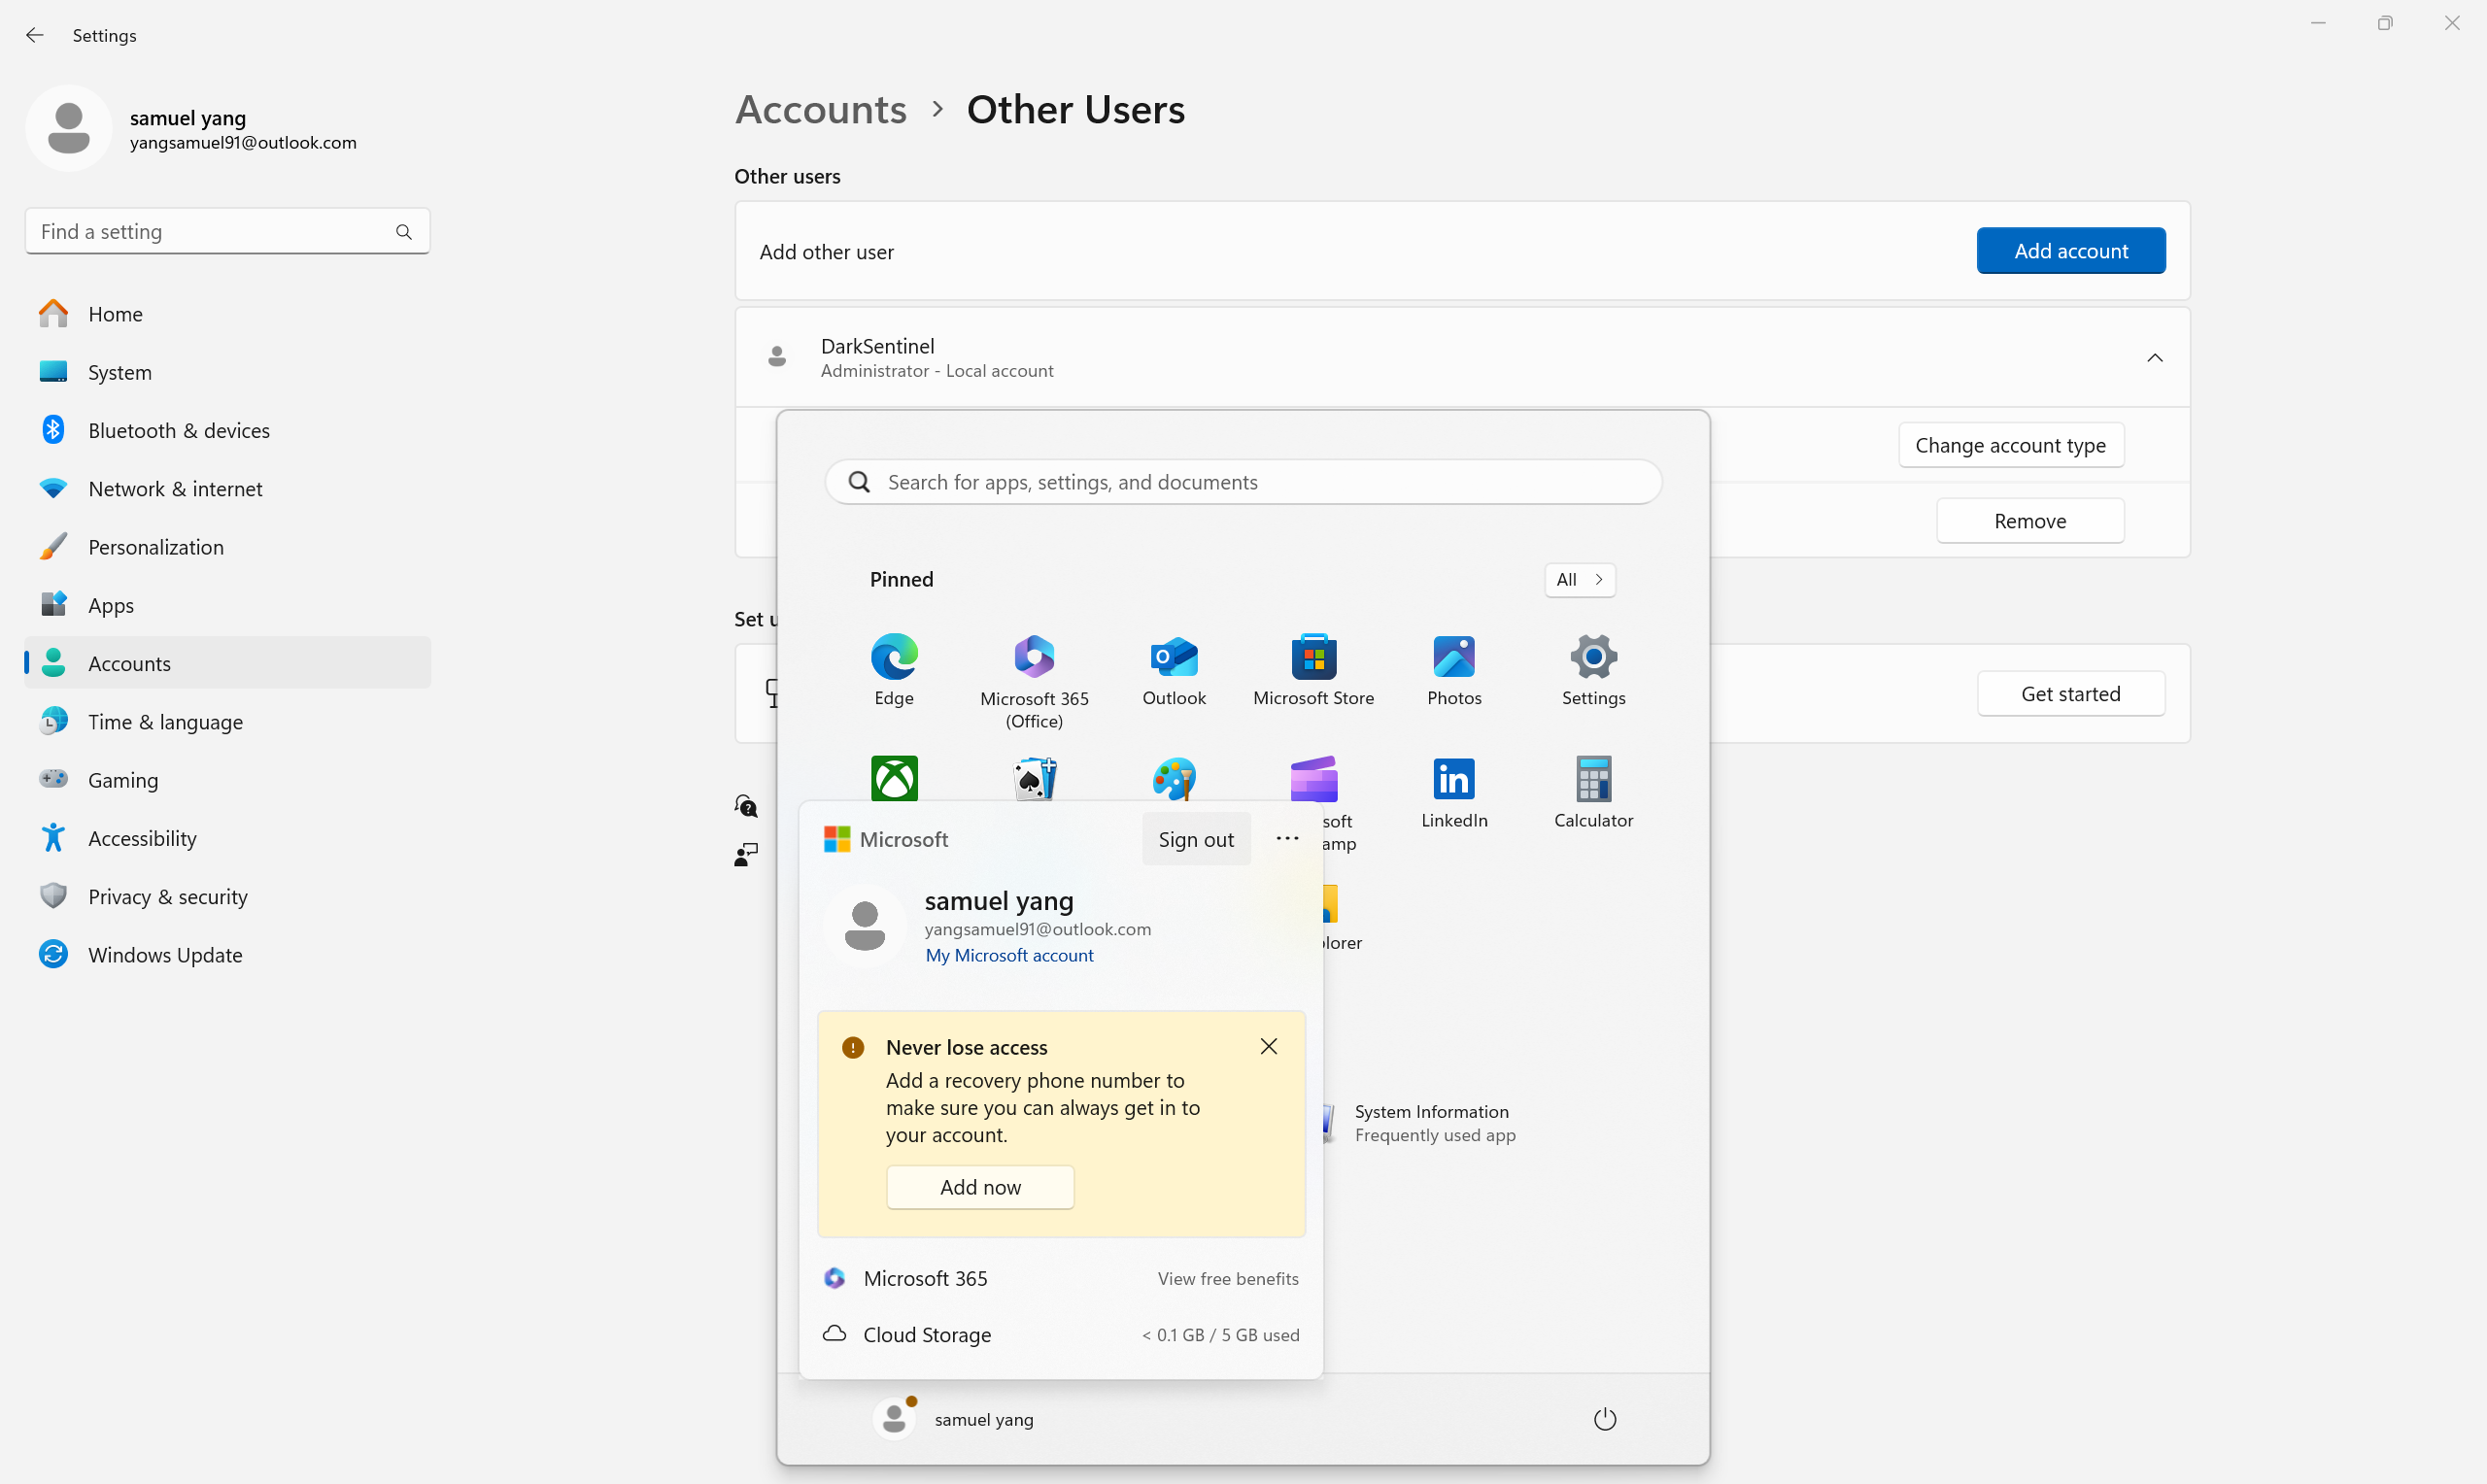 Settings
samuel yang
yangsamuel91@outlook.com
Find a setting
Home
System
Bluetooth & devices
Network & internet
Personalization
Apps
Accounts
Time & language
Gaming
Accessibility
Privacy & security
Windows Update
Accounts > Other Users
Other users
Add other user
Add account
DarkSentinel
Administrator - Local account
Change account type
Remove
Set u
Get started
Search for apps, settings, and documents
Pinned
All >
Edge
Microsoft 365
(Office)
Outlook
Microsoft Store
Photos
Settings
soft
amp
LinkedIn
Calculator
plorer
System Information
Frequently used app
Microsoft
Sign out
samuel yang
yangsamuel91@outlook.com
My Microsoft account
Never lose access
Add a recovery phone number to
make sure you can always get in to
your account.
Add now
Microsoft 365
View free benefits
Cloud Storage
< 0.1 GB / 5 GB used
samuel yang